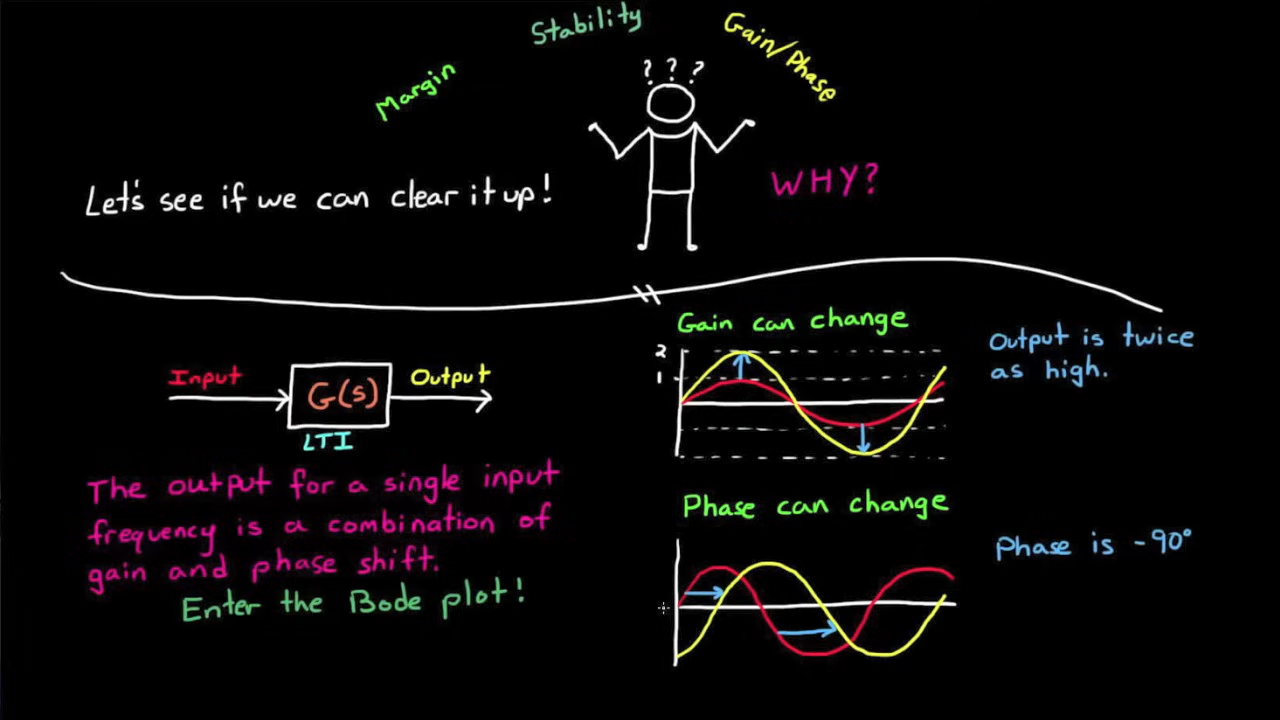 Stability
Gain/Phase
Margin
? ? ?
WHY?
Let's see if we can clear it up!
Gain can change
Output is twice
as high.
2
1
Input
G(s)
Output
LTI
The output for a single input
frequency is a combination of
gain and phase shift.
Enter the Bode plot!
Phase can change
Phase is -90°